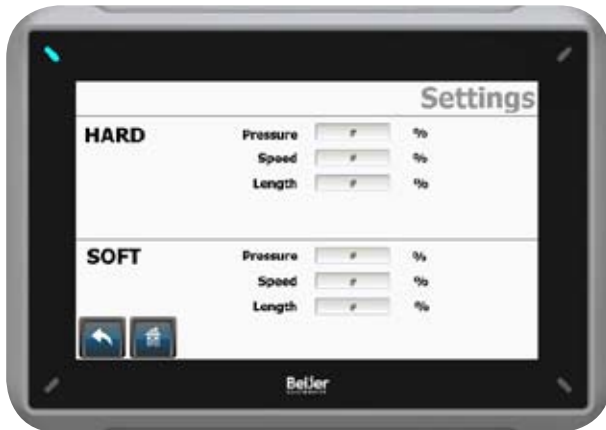 Settings
HARD
Pressure # %
Speed # %
Length # %
SOFT
Pressure # %
Speed # %
Length # %
Beijer